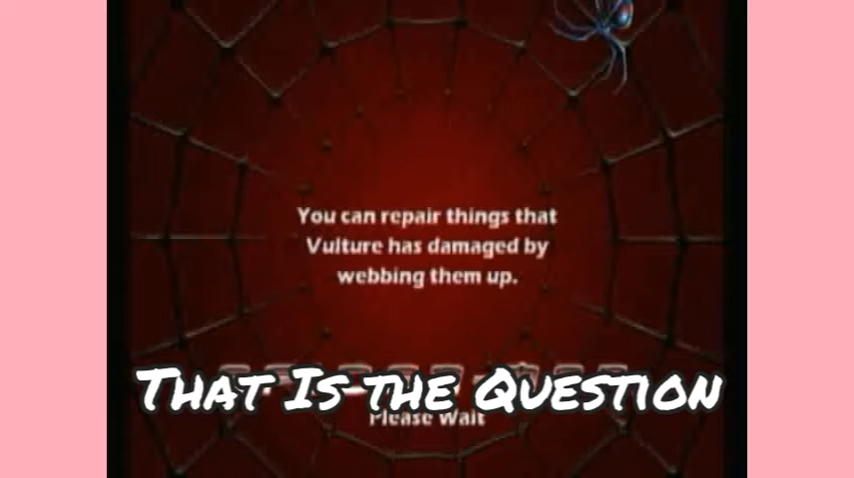 You can repair things that
Vulture has damaged by
webbing them up.
That Is the Question
Please Wait